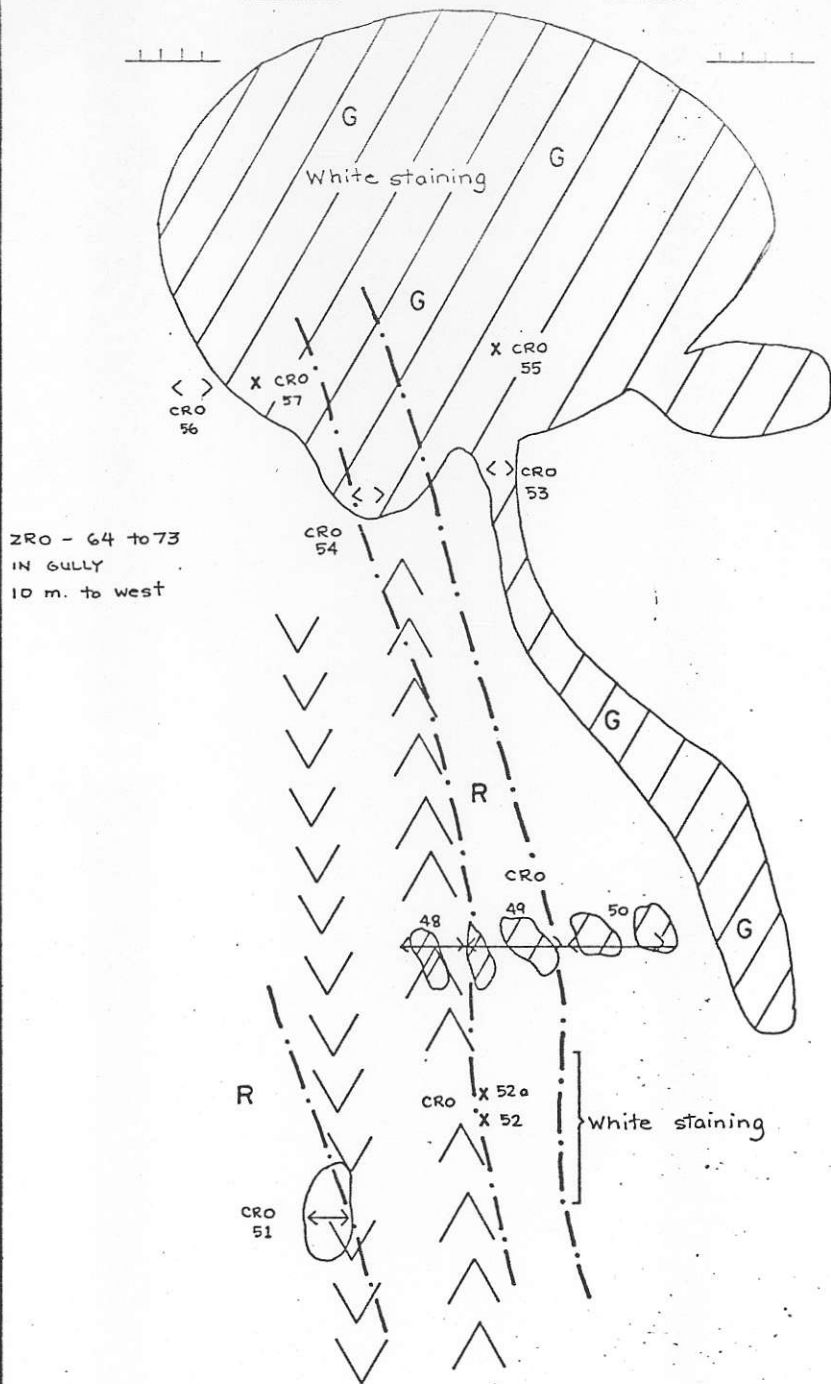 G
G
White staining
G
X CRO
55
X CRO
57
< >
CRO
56
< > CRO
53
< >
CRO
54
2RO - 64 to 73
IN GULLY
10 m. to west
G
R
CRO
48
49
50
G
R
CRO
X 52a
X 52
White staining
CRO
51